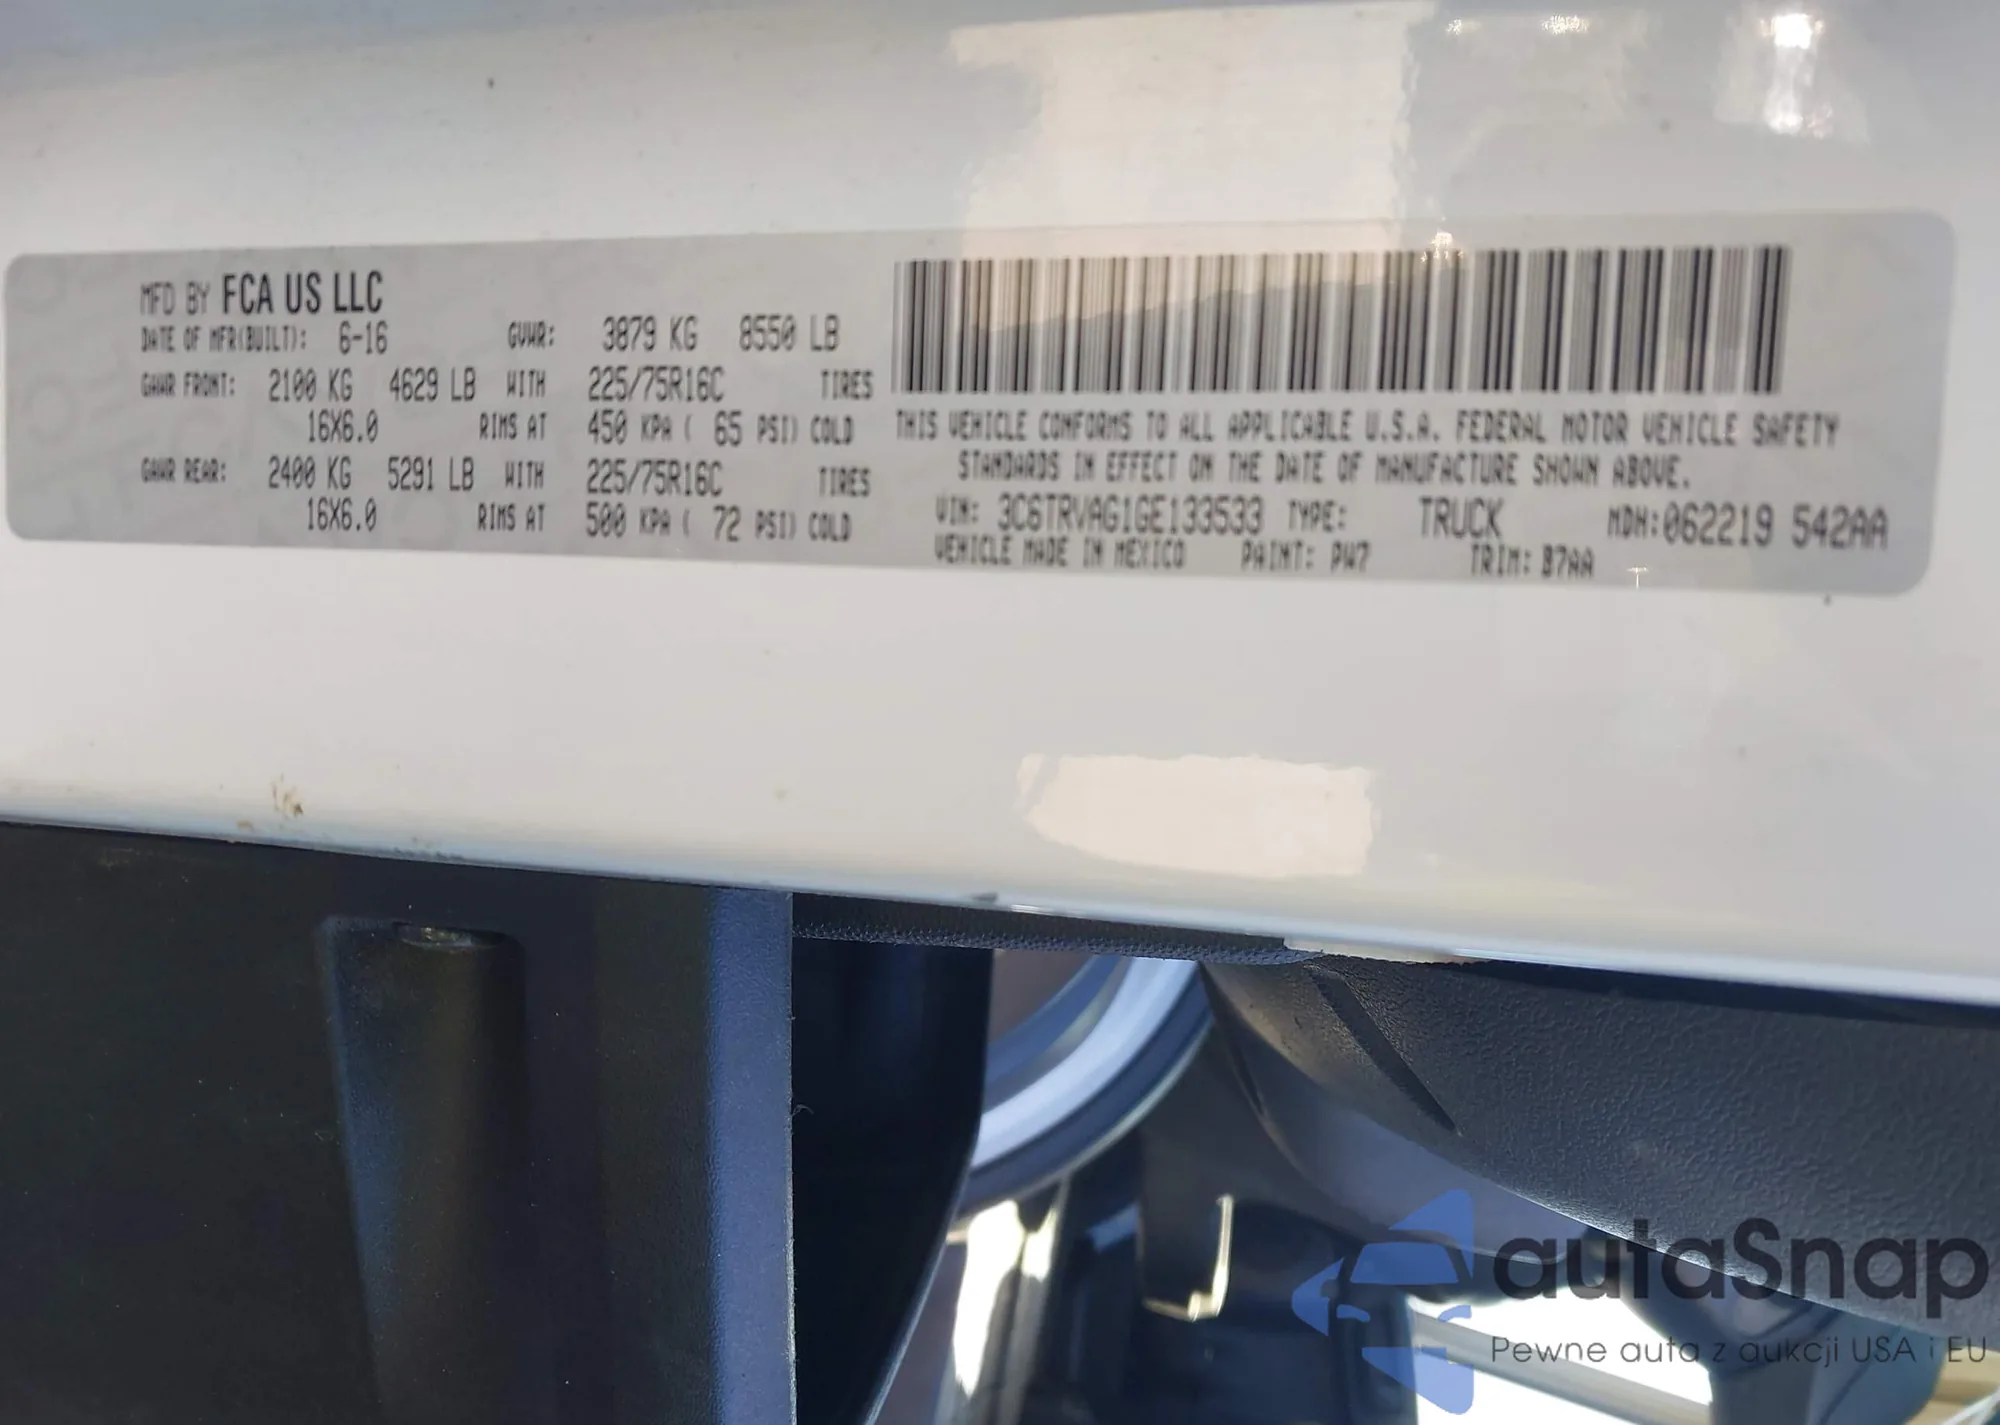 MFD BY FCA US LLC
DATE OF MFR(BUILT): 6-16 GVWR: 3879 KG 8550 LB
GAWR FRONT: 2100 KG 4629 LB WITH 225/75R16C TIRES
16X6.0 RIMS AT 450 KPA ( 65 PSI) COLD
GAWR REAR: 2400 KG 5291 LB WITH 225/75R16C TIRES
16X6.0 RIMS AT 500 KPA ( 72 PSI) COLD
THIS VEHICLE CONFORMS TO ALL APPLICABLE U.S.A. FEDERAL MOTOR VEHICLE SAFETY
STANDARDS IN EFFECT ON THE DATE OF MANUFACTURE SHOWN ABOVE.
VIN: 3C6TRVAG1GE133533 TYPE: TRUCK MDH:062219 542AA
VEHICLE MADE IN MEXICO PAINT: PW7 TRIM: B7AA
autaSnap
Pewne auta z aukcji USA i EU